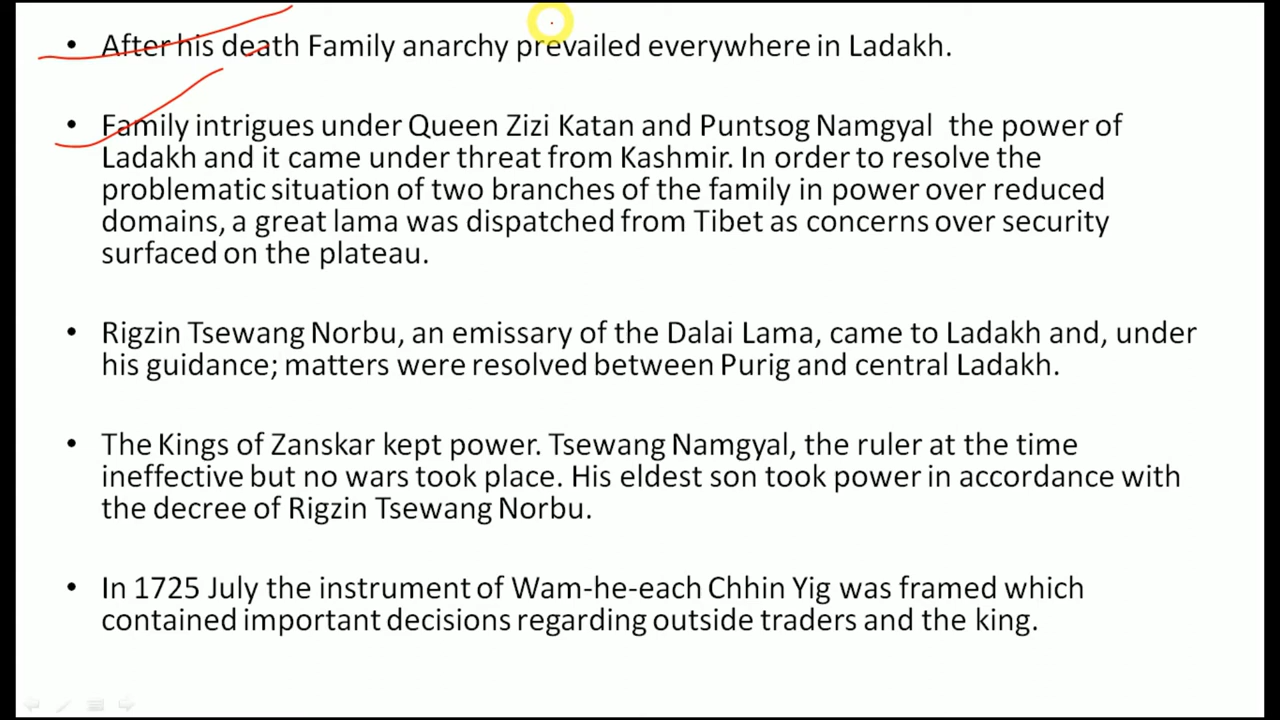 • After his death Family anarchy prevailed everywhere in Ladakh.
• Family intrigues under Queen Zizi Katan and Puntsog Namgyal the power of
Ladakh and it came under threat from Kashmir. In order to resolve the
problematic situation of two branches of the family in power over reduced
domains, a great lama was dispatched from Tibet as concerns over security
surfaced on the plateau.
• Rigzin Tsewang Norbu, an emissary of the Dalai Lama, came to Ladakh and, under
his guidance; matters were resolved between Purig and central Ladakh.
• The Kings of Zanskar kept power. Tsewang Namgyal, the ruler at the time
ineffective but no wars took place. His eldest son took power in accordance with
the decree of Rigzin Tsewang Norbu.
• In 1725 July the instrument of Wam-he-each Chhin Yig was framed which
contained important decisions regarding outside traders and the king.